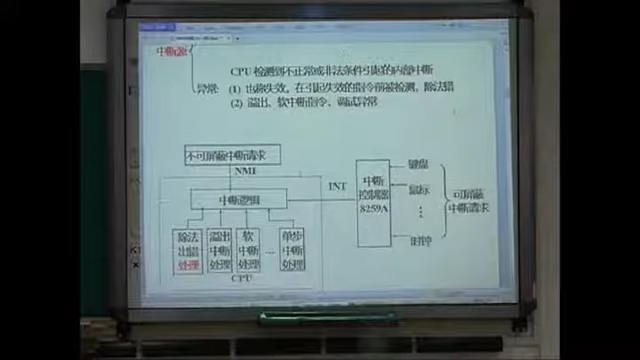 中断源
CPU 检测到不正常或非法条件引起的内部中断
异常: (1) 也称失效，在引起失效的指令前被检测，除法错
(2) 溢出、软中断指令、调试异常
不可屏蔽中断请求
NMI
中断逻辑
INT
中断
控制器
8259A
键盘
鼠标
⋮
时钟
可屏蔽
中断请求
除法
出错
处理
溢出
中断
处理
软
中断
处理
...
单步
中断
处理
CPU